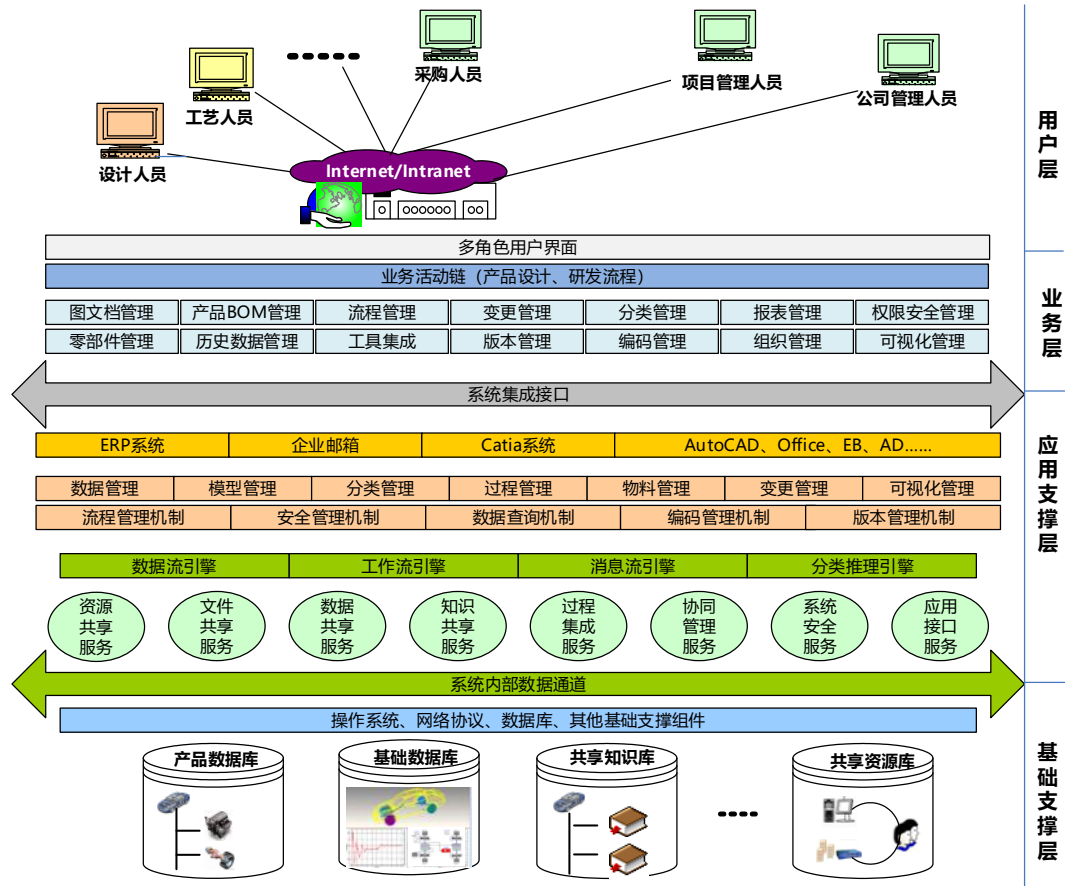 采购人员
项目管理人员
公司管理人员
工艺人员
设计人员
Internet/Intranet
用户层
多角色用户界面
业务活动链（产品设计、研发流程）
图文档管理 产品BOM管理 流程管理 变更管理 分类管理 报表管理 权限安全管理
零部件管理 历史数据管理 工具集成 版本管理 编码管理 组织管理 可视化管理
业务层
系统集成接口
ERP系统 企业邮箱 Catia系统 AutoCAD、Office、EB、AD……
数据管理 模型管理 分类管理 过程管理 物料管理 变更管理 可视化管理
流程管理机制 安全管理机制 数据查询机制 编码管理机制 版本管理机制
应用支撑层
数据流引擎 工作流引擎 消息流引擎 分类推理引擎
资源 文件 数据 知识 过程 协同 系统 应用
共享 共享 共享 共享 集成 管理 安全 接口
服务 服务 服务 服务 服务 服务 服务 服务
系统内部数据通道
操作系统、网络协议、数据库、其他基础支撑组件
产品数据库 基础数据库 共享知识库 共享资源库
基础支撑层